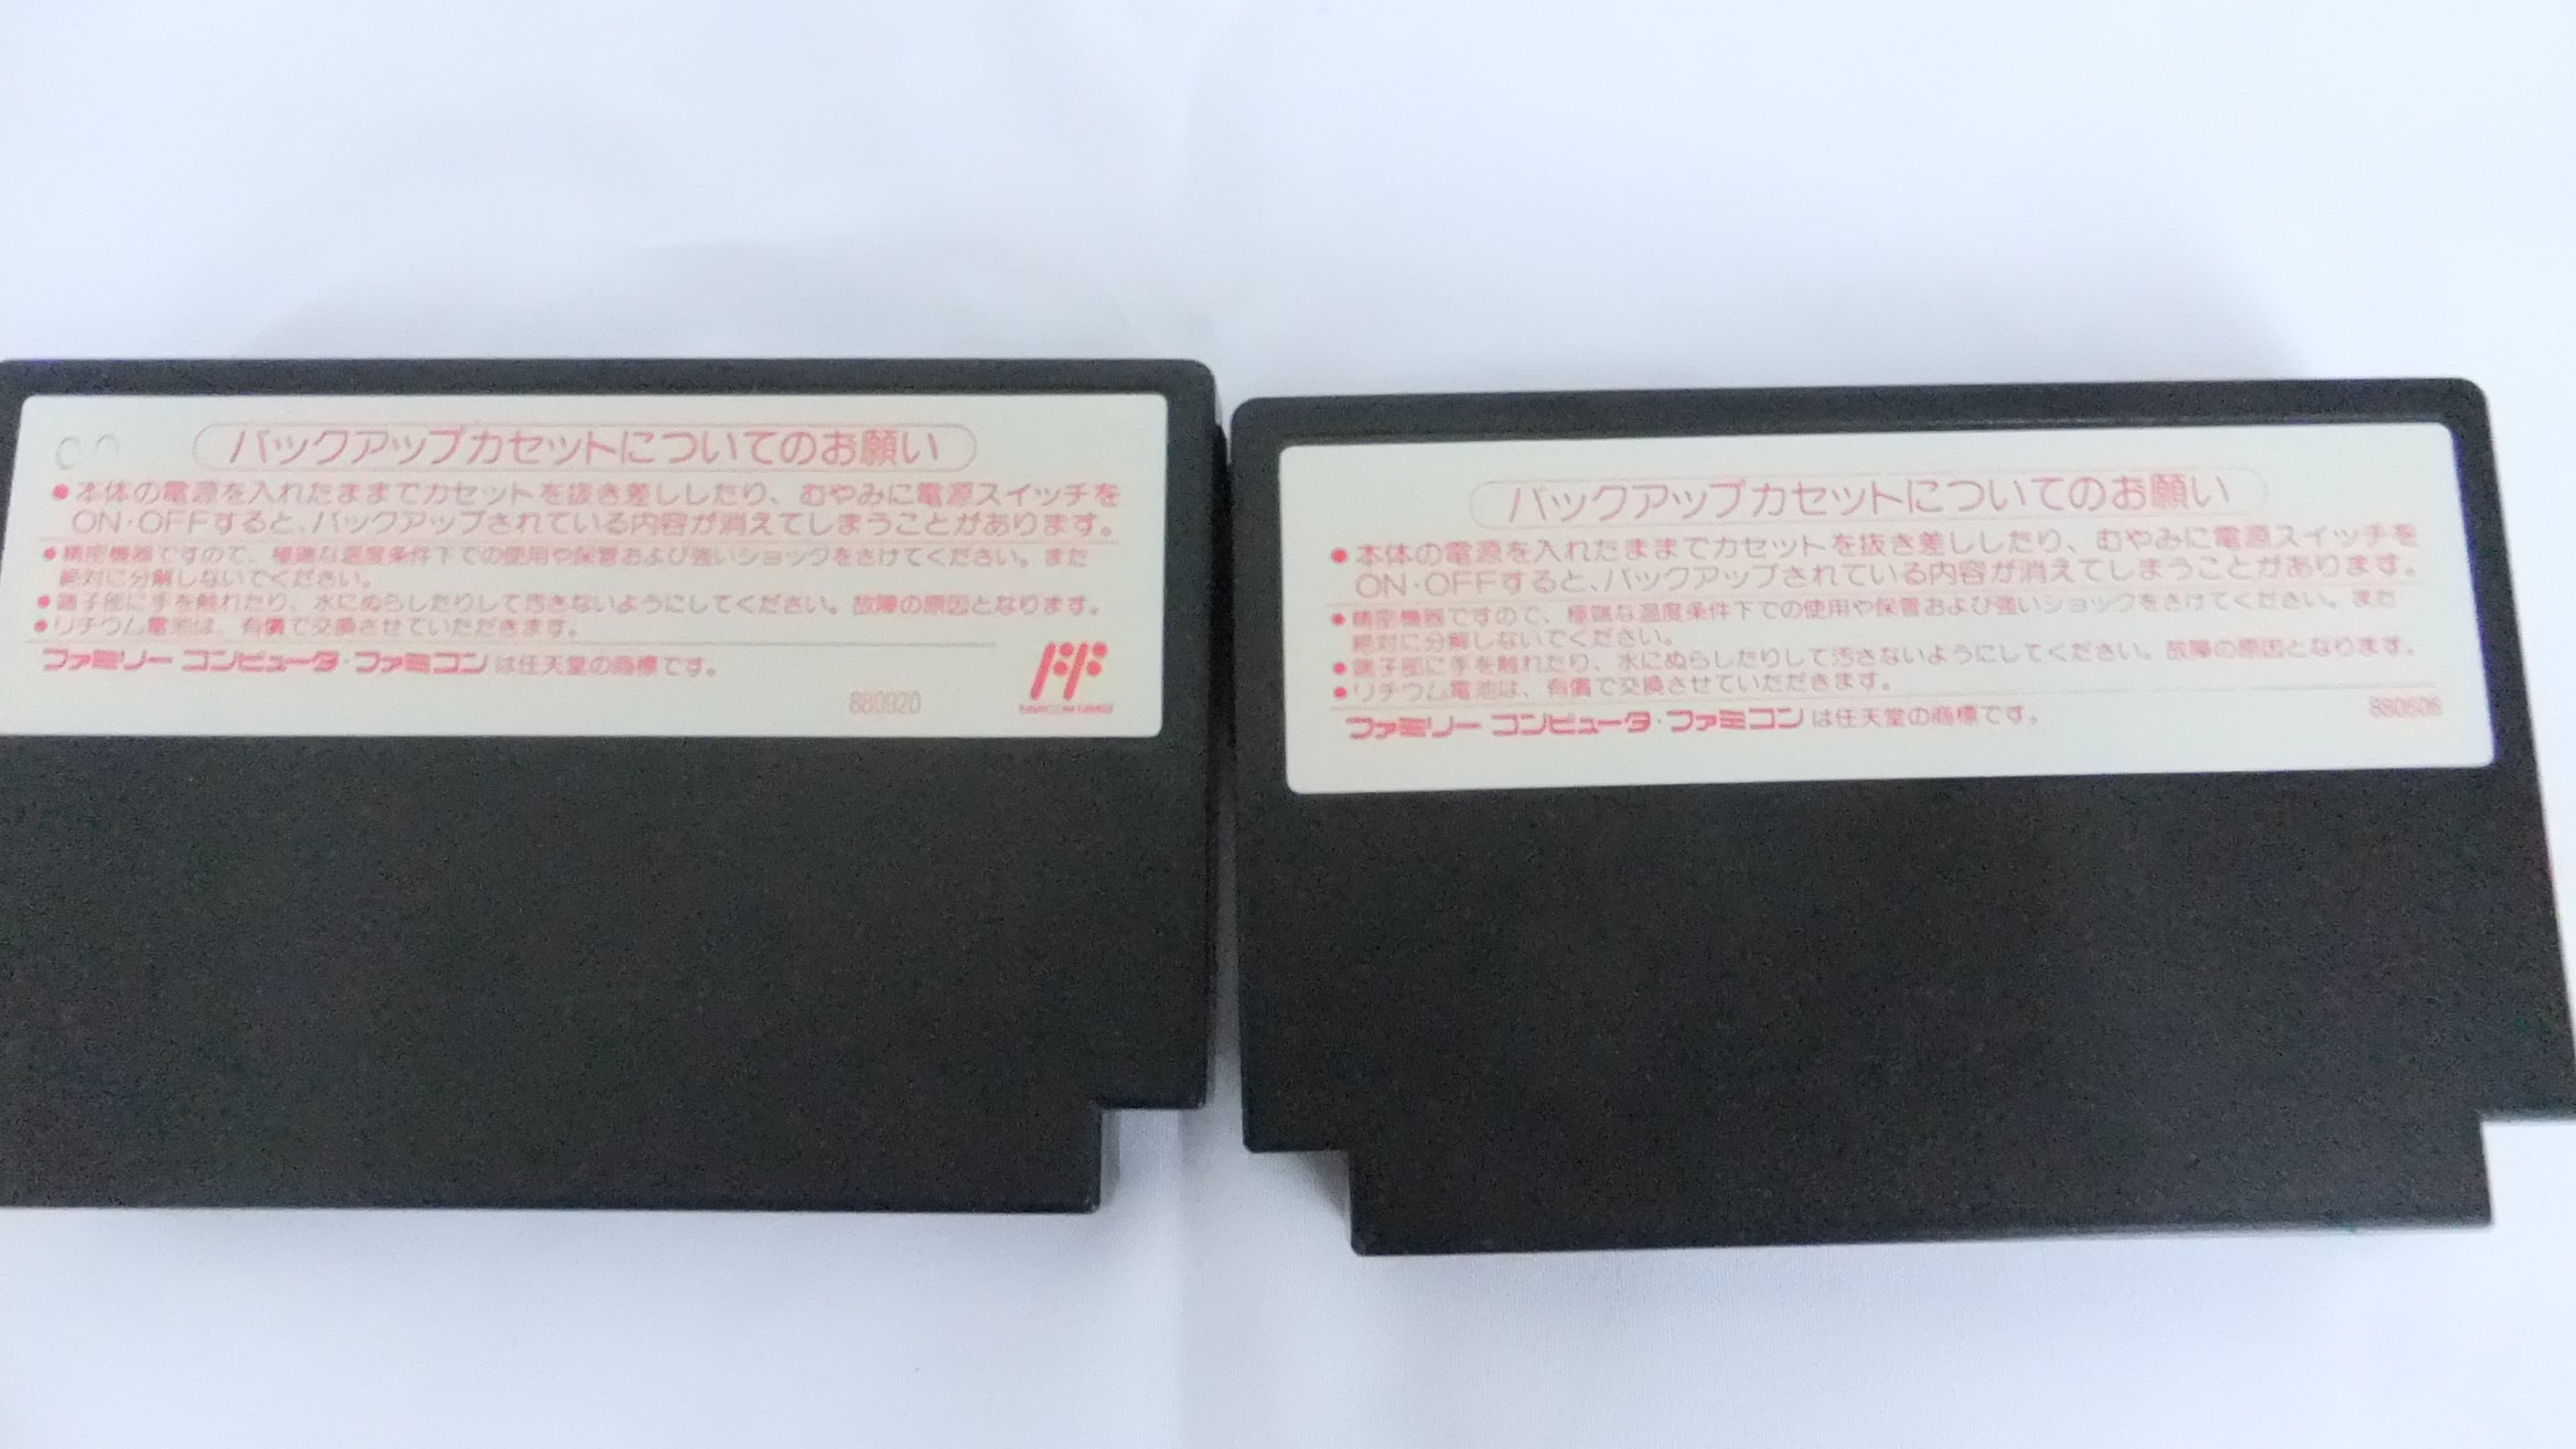 バックアップカセットについてのお願い
●本体の電源を入れたままでカセットを抜き差ししたり、むやみに電源スイッチを
ON·OFFすると、バックアップされている内容が消えてしまうことがあります。
●精密機器ですので、極端な温度条件下での使用や保管および強いショックをさけてください。また
絶対に分解しないでください。
●端子部に手を触れたり、水にぬらしたりして汚さないようにしてください。故障の原因となります。
●リチウム電池は、有償で交換させていただきます。
ファミリー コンピュータ·ファミコン は任天堂の商標です。
880920
FAMICOM FAMILY
バックアップカセットについてのお願い
●本体の電源を入れたままでカセットを抜き差ししたり、むやみに電源スイッチを
ON·OFFすると、バックアップされている内容が消えてしまうことがあります。
●精密機器ですので、極端な温度条件下での使用や保管および強いショックをさけてください。また
絶対に分解しないでください。
●端子部に手を触れたり、水にぬらしたりして汚さないようにしてください。故障の原因となります。
●リチウム電池は、有償で交換させていただきます。
ファミリー コンピュータ·ファミコン は任天堂の商標です。